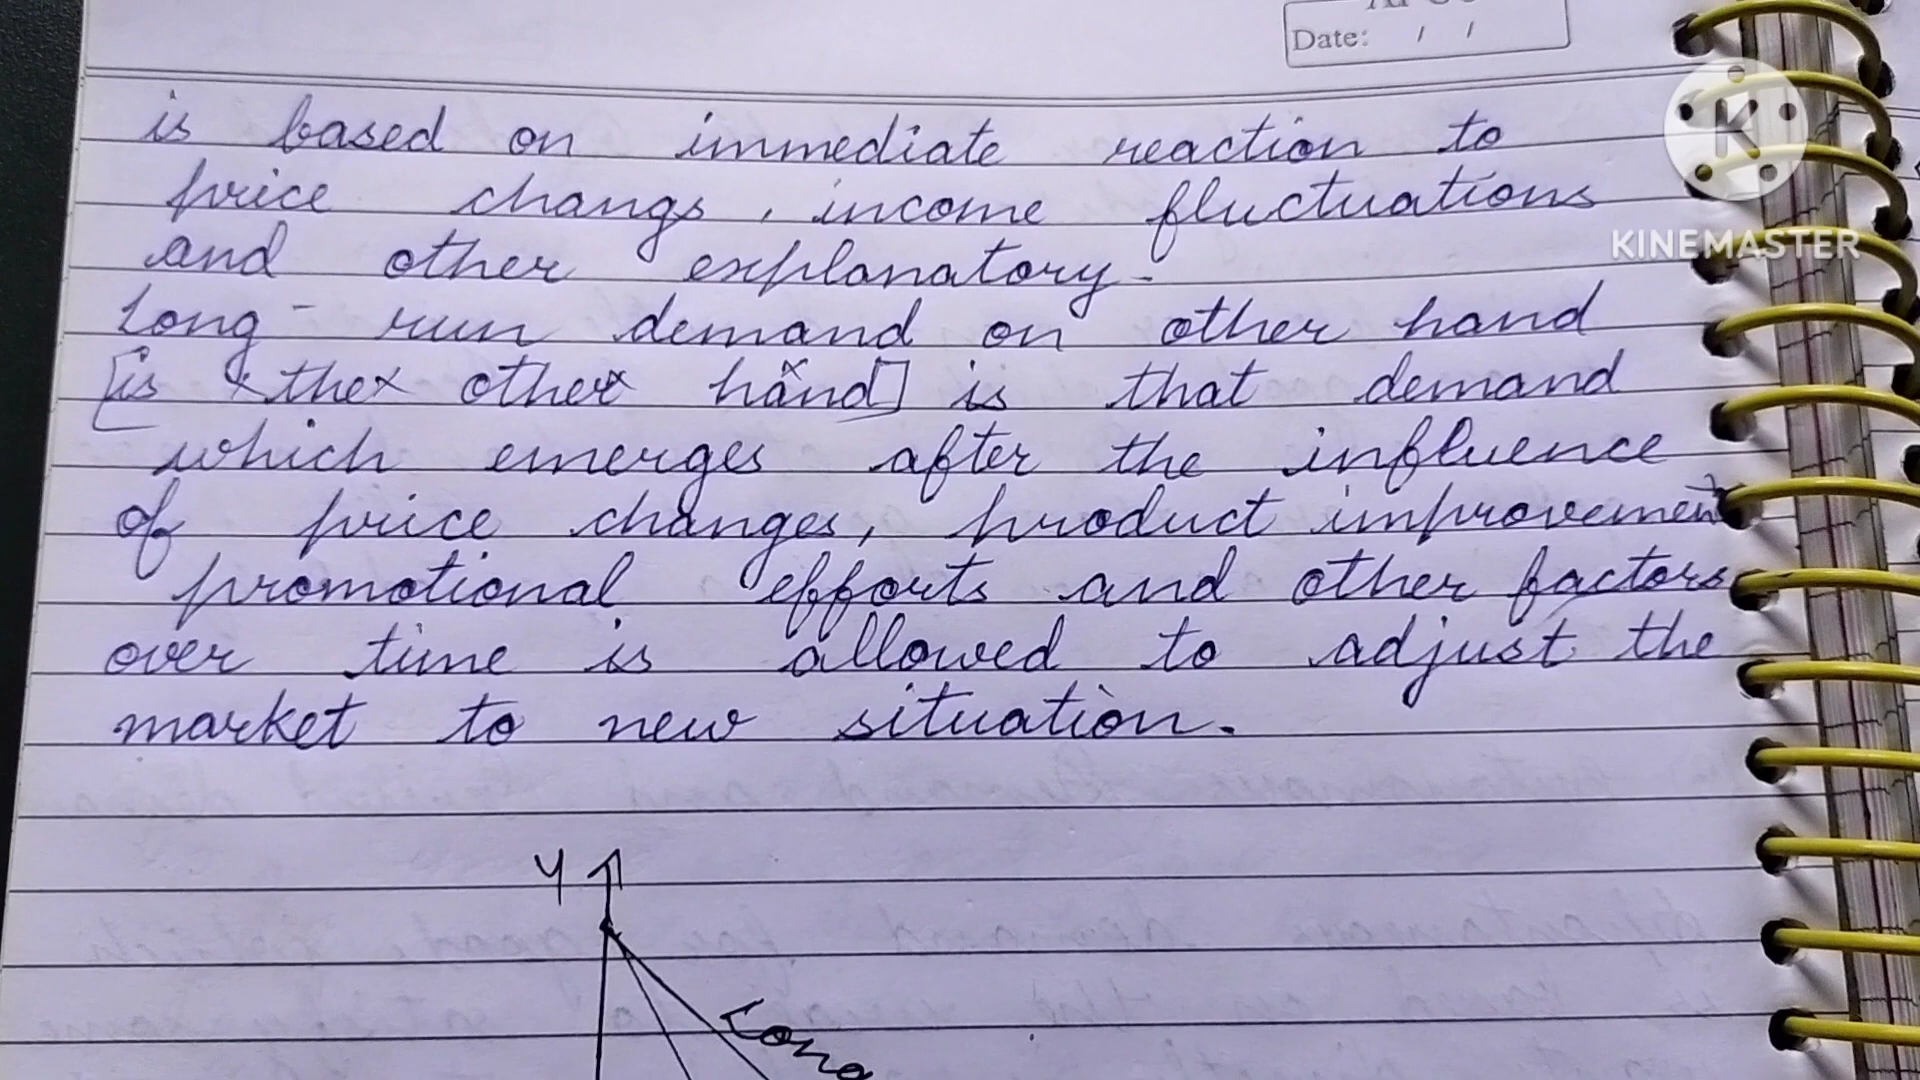 Date: / /
is based on immediate reaction to
price changs, income fluctuations
KINEMASTER
and other explanatory-
Long-run demand on other hand
[is the other hand] is that demand
which emerges after the influence
of price changes, product improvement
promotional efforts and other factors
over time is allowed to adjust the
market to new situation.
Y
Long